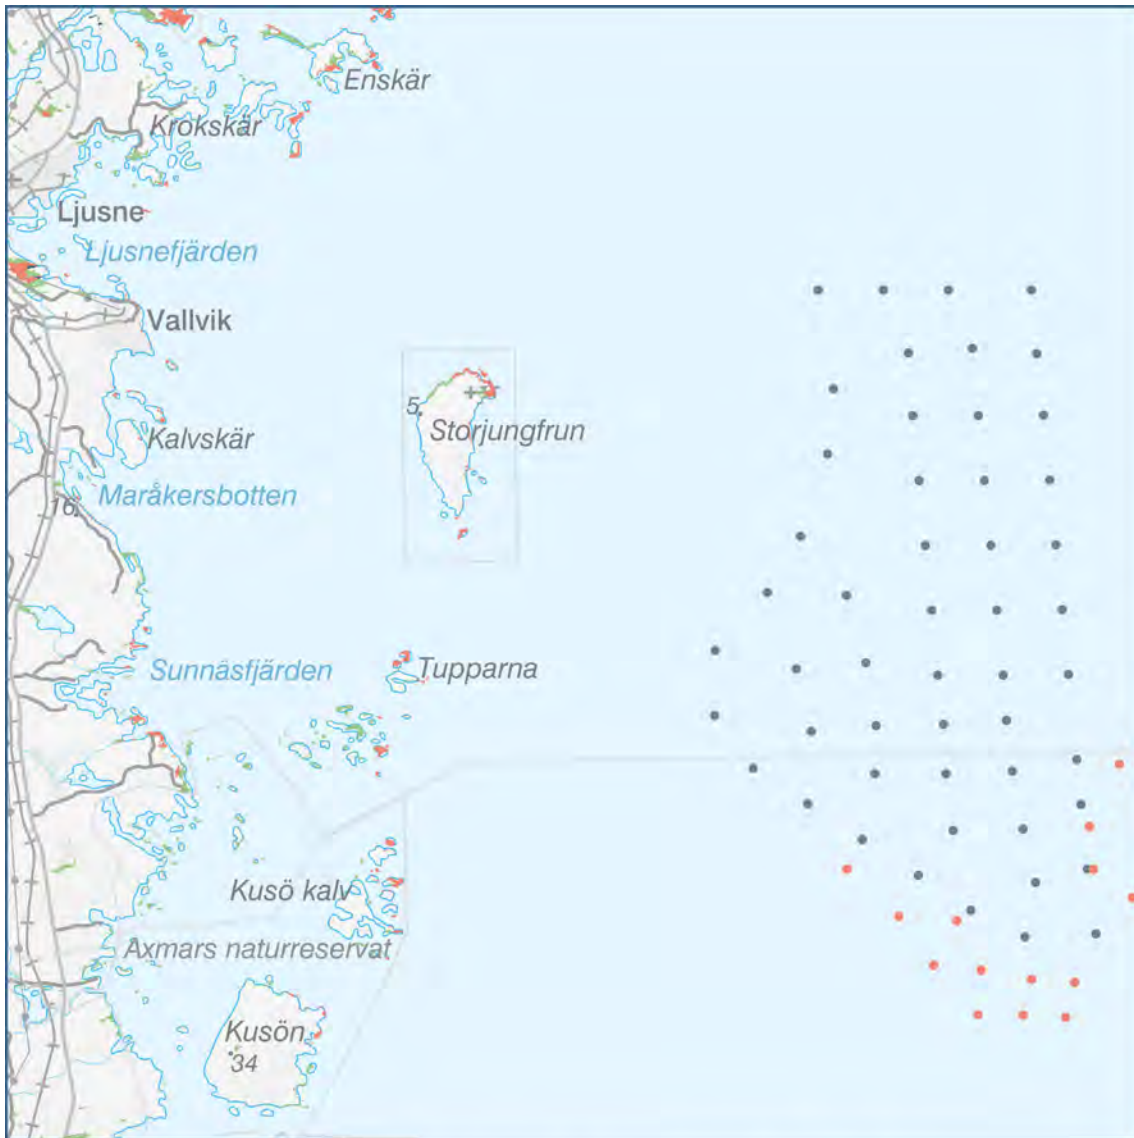 Enskär
Krokskär
Ljusne
Ljusnefjärden
Vallvik
5
Storjungfrun
Kalvskär
Maråkersbotten
16
Sunnäsfjärden
Tupparna
Kusö kalv
Axmars naturreservat
Kusön
34